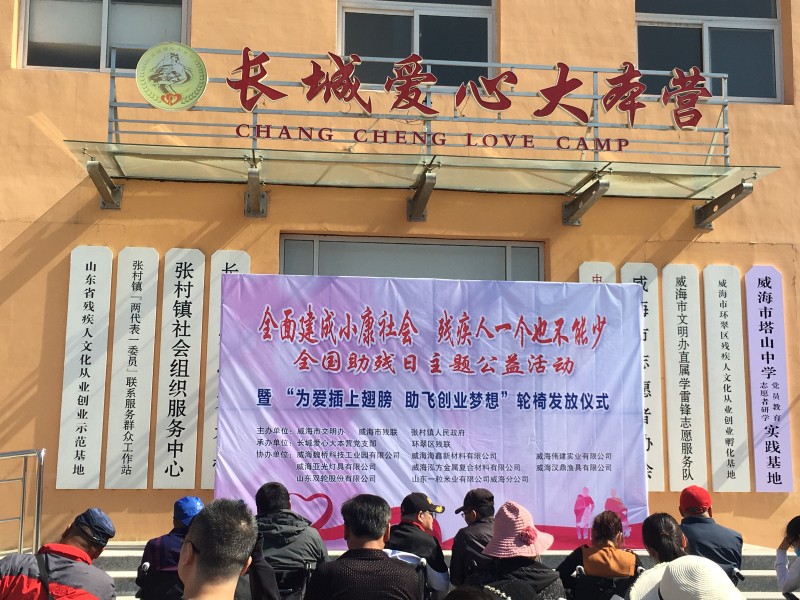 长城爱心大本营
CHANG CHENG LOVE CAMP
山东省残疾人文化从业创业示范基地
张村镇“两代表一委员”联系服务群众工作站
张村镇社会组织服务中心
长
全面建成小康社会 残疾人一个也不能少
全国助残日主题公益活动
暨“为爱插上翅膀 助飞创业梦想”轮椅发放仪式
主办单位：威海市文明办 威海市残联 张村镇人民政府
承办单位：长城爱心大本营党支部 环翠区残联
协办单位：威海魏桥科技工业园有限公司 威海海鑫新材料有限公司 威海伟建实业有限公司
威海亚光灯具有限公司 威海泓方金属复合材料有限公司 威海汉鼎渔具有限公司
山东双轮股份有限公司 山东一粒米业有限公司威海分公司
威海市志愿者协会
威海市文明办直属学雷锋志愿服务队
威海市环翠区残疾人文化从业创业孵化基地
威海市塔山中学党员教育志愿者研学实践基地